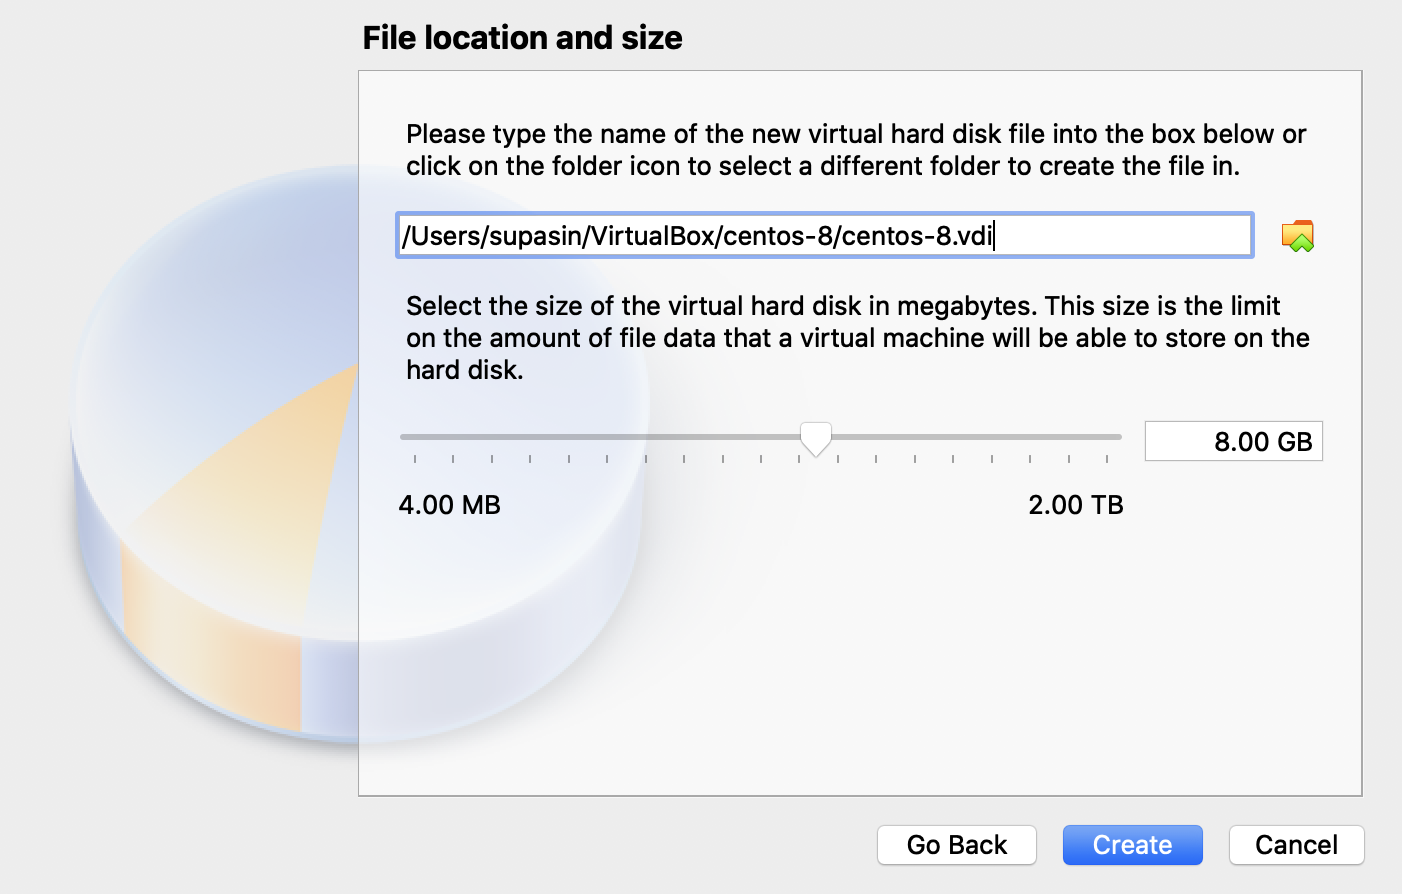 File location and size
Please type the name of the new virtual hard disk file into the box below or
click on the folder icon to select a different folder to create the file in.
/Users/supasin/VirtualBox/centos-8/centos-8.vdi
Select the size of the virtual hard disk in megabytes. This size is the limit
on the amount of file data that a virtual machine will be able to store on the
hard disk.
8.00 GB
4.00 MB
2.00 TB
Go Back
Create
Cancel